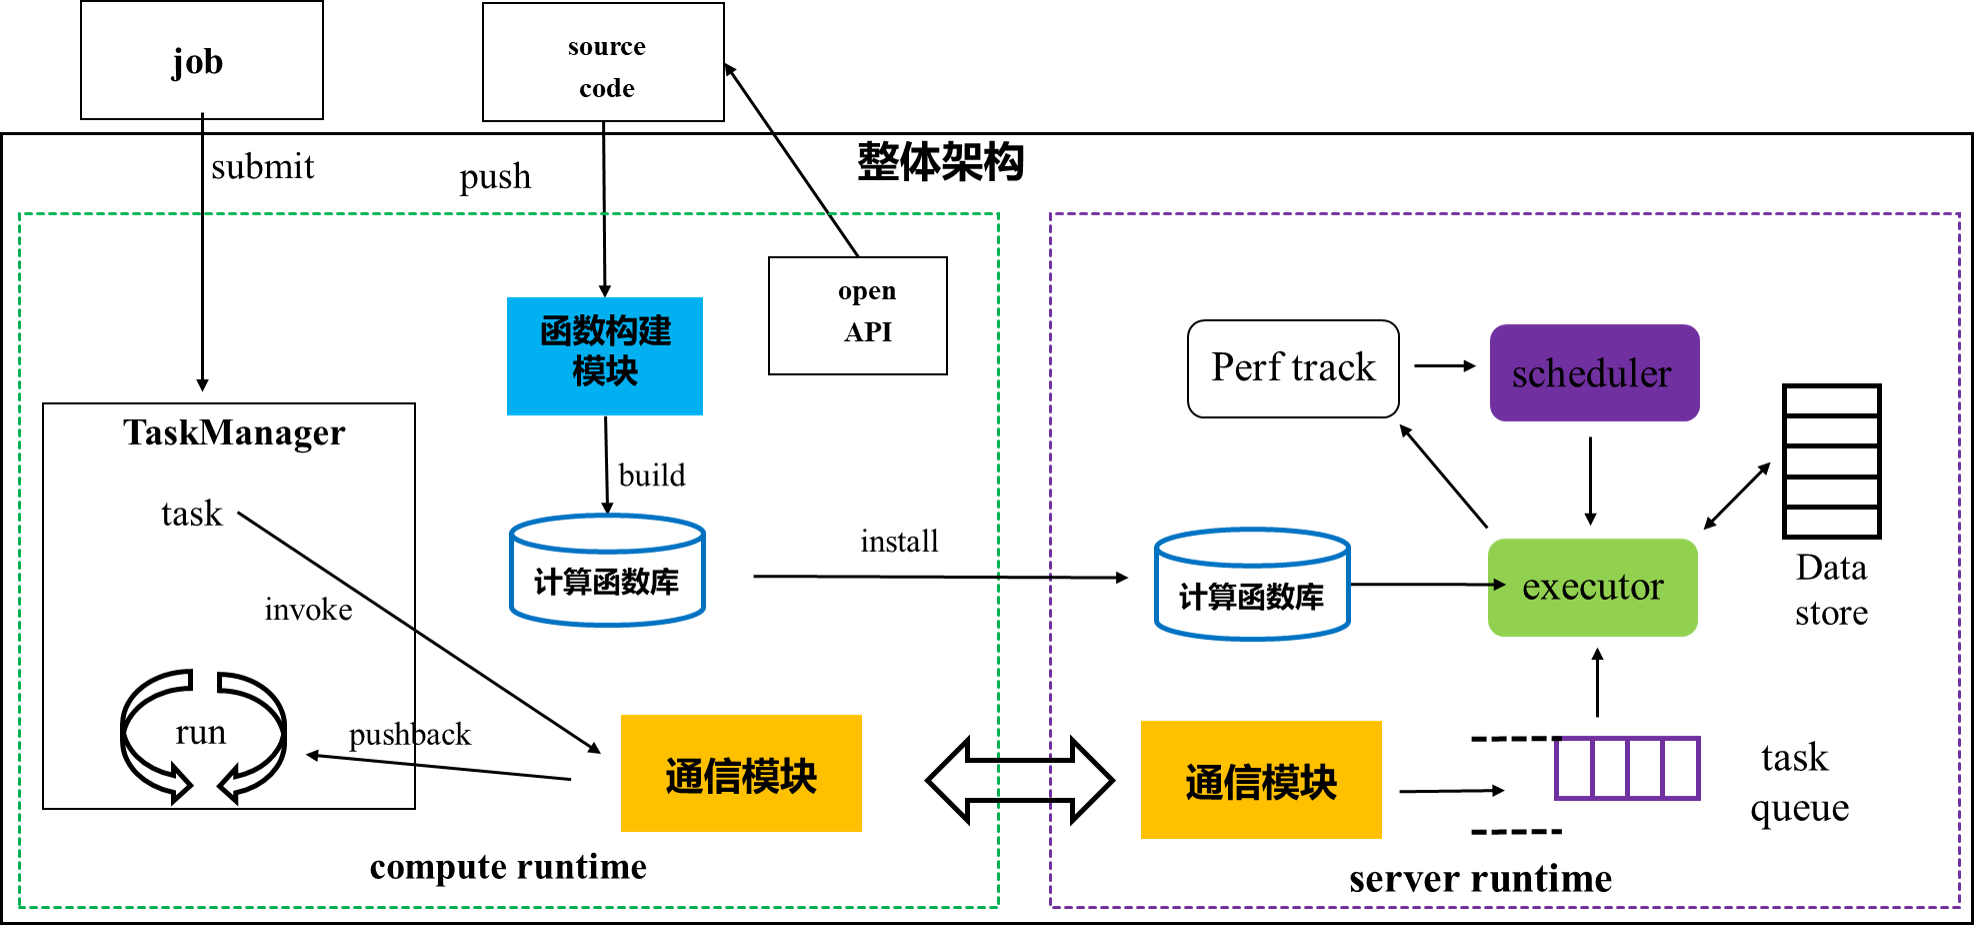 job
source
code
整体架构
submit
push
open
API
函数构建
模块
TaskManager
build
task
计算函数库
install
invoke
run
pushback
通信模块
compute runtime
Perf track
scheduler
计算函数库
executor
Data
store
通信模块
task
queue
server runtime